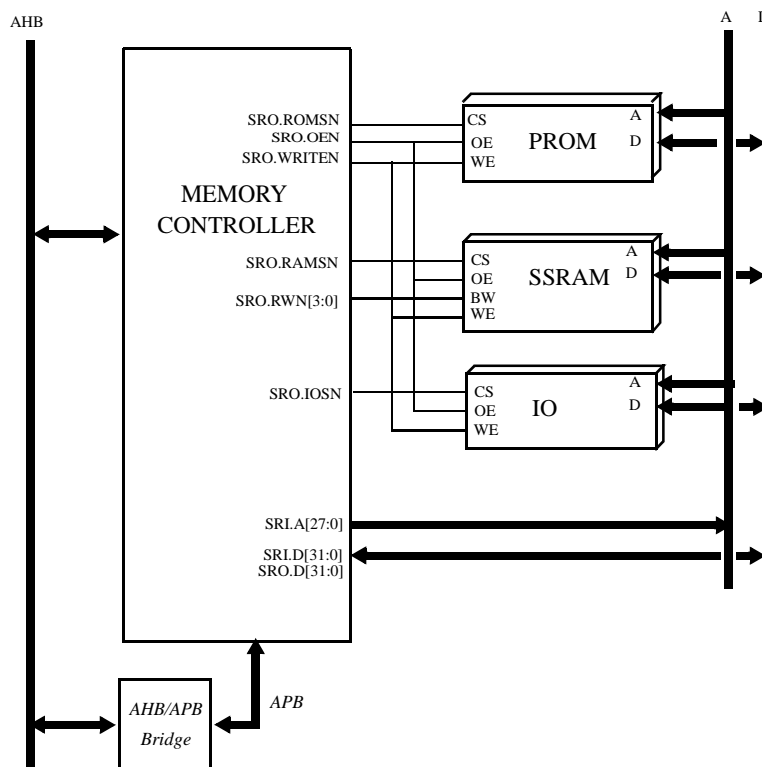 AHB
A
SRO.ROMSN
SRO.OEN
SRO.WRITEN
CS
OE
WE
PROM
A
D
MEMORY
CONTROLLER
SRO.RAMSN
SRO.RWN[3:0]
CS
OE
BW
WE
SSRAM
A
D
SRO.IOSN
CS
OE
WE
IO
A
D
SRI.A[27:0]
SRI.D[31:0]
SRO.D[31:0]
APB
AHB/APB
Bridge